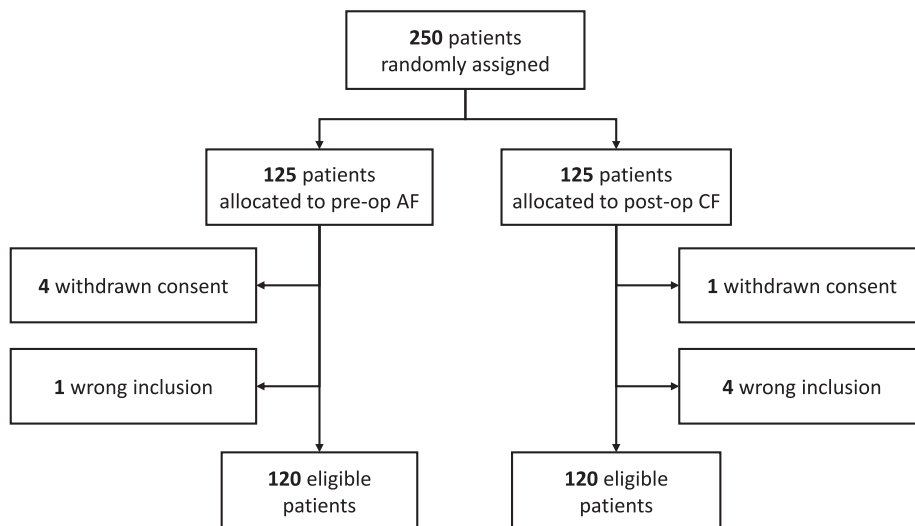 250 patients
randomly assigned
125 patients
allocated to pre-op AF
125 patients
allocated to post-op CF
4 withdrawn consent
1 withdrawn consent
1 wrong inclusion
4 wrong inclusion
120 eligible
patients
120 eligible
patients